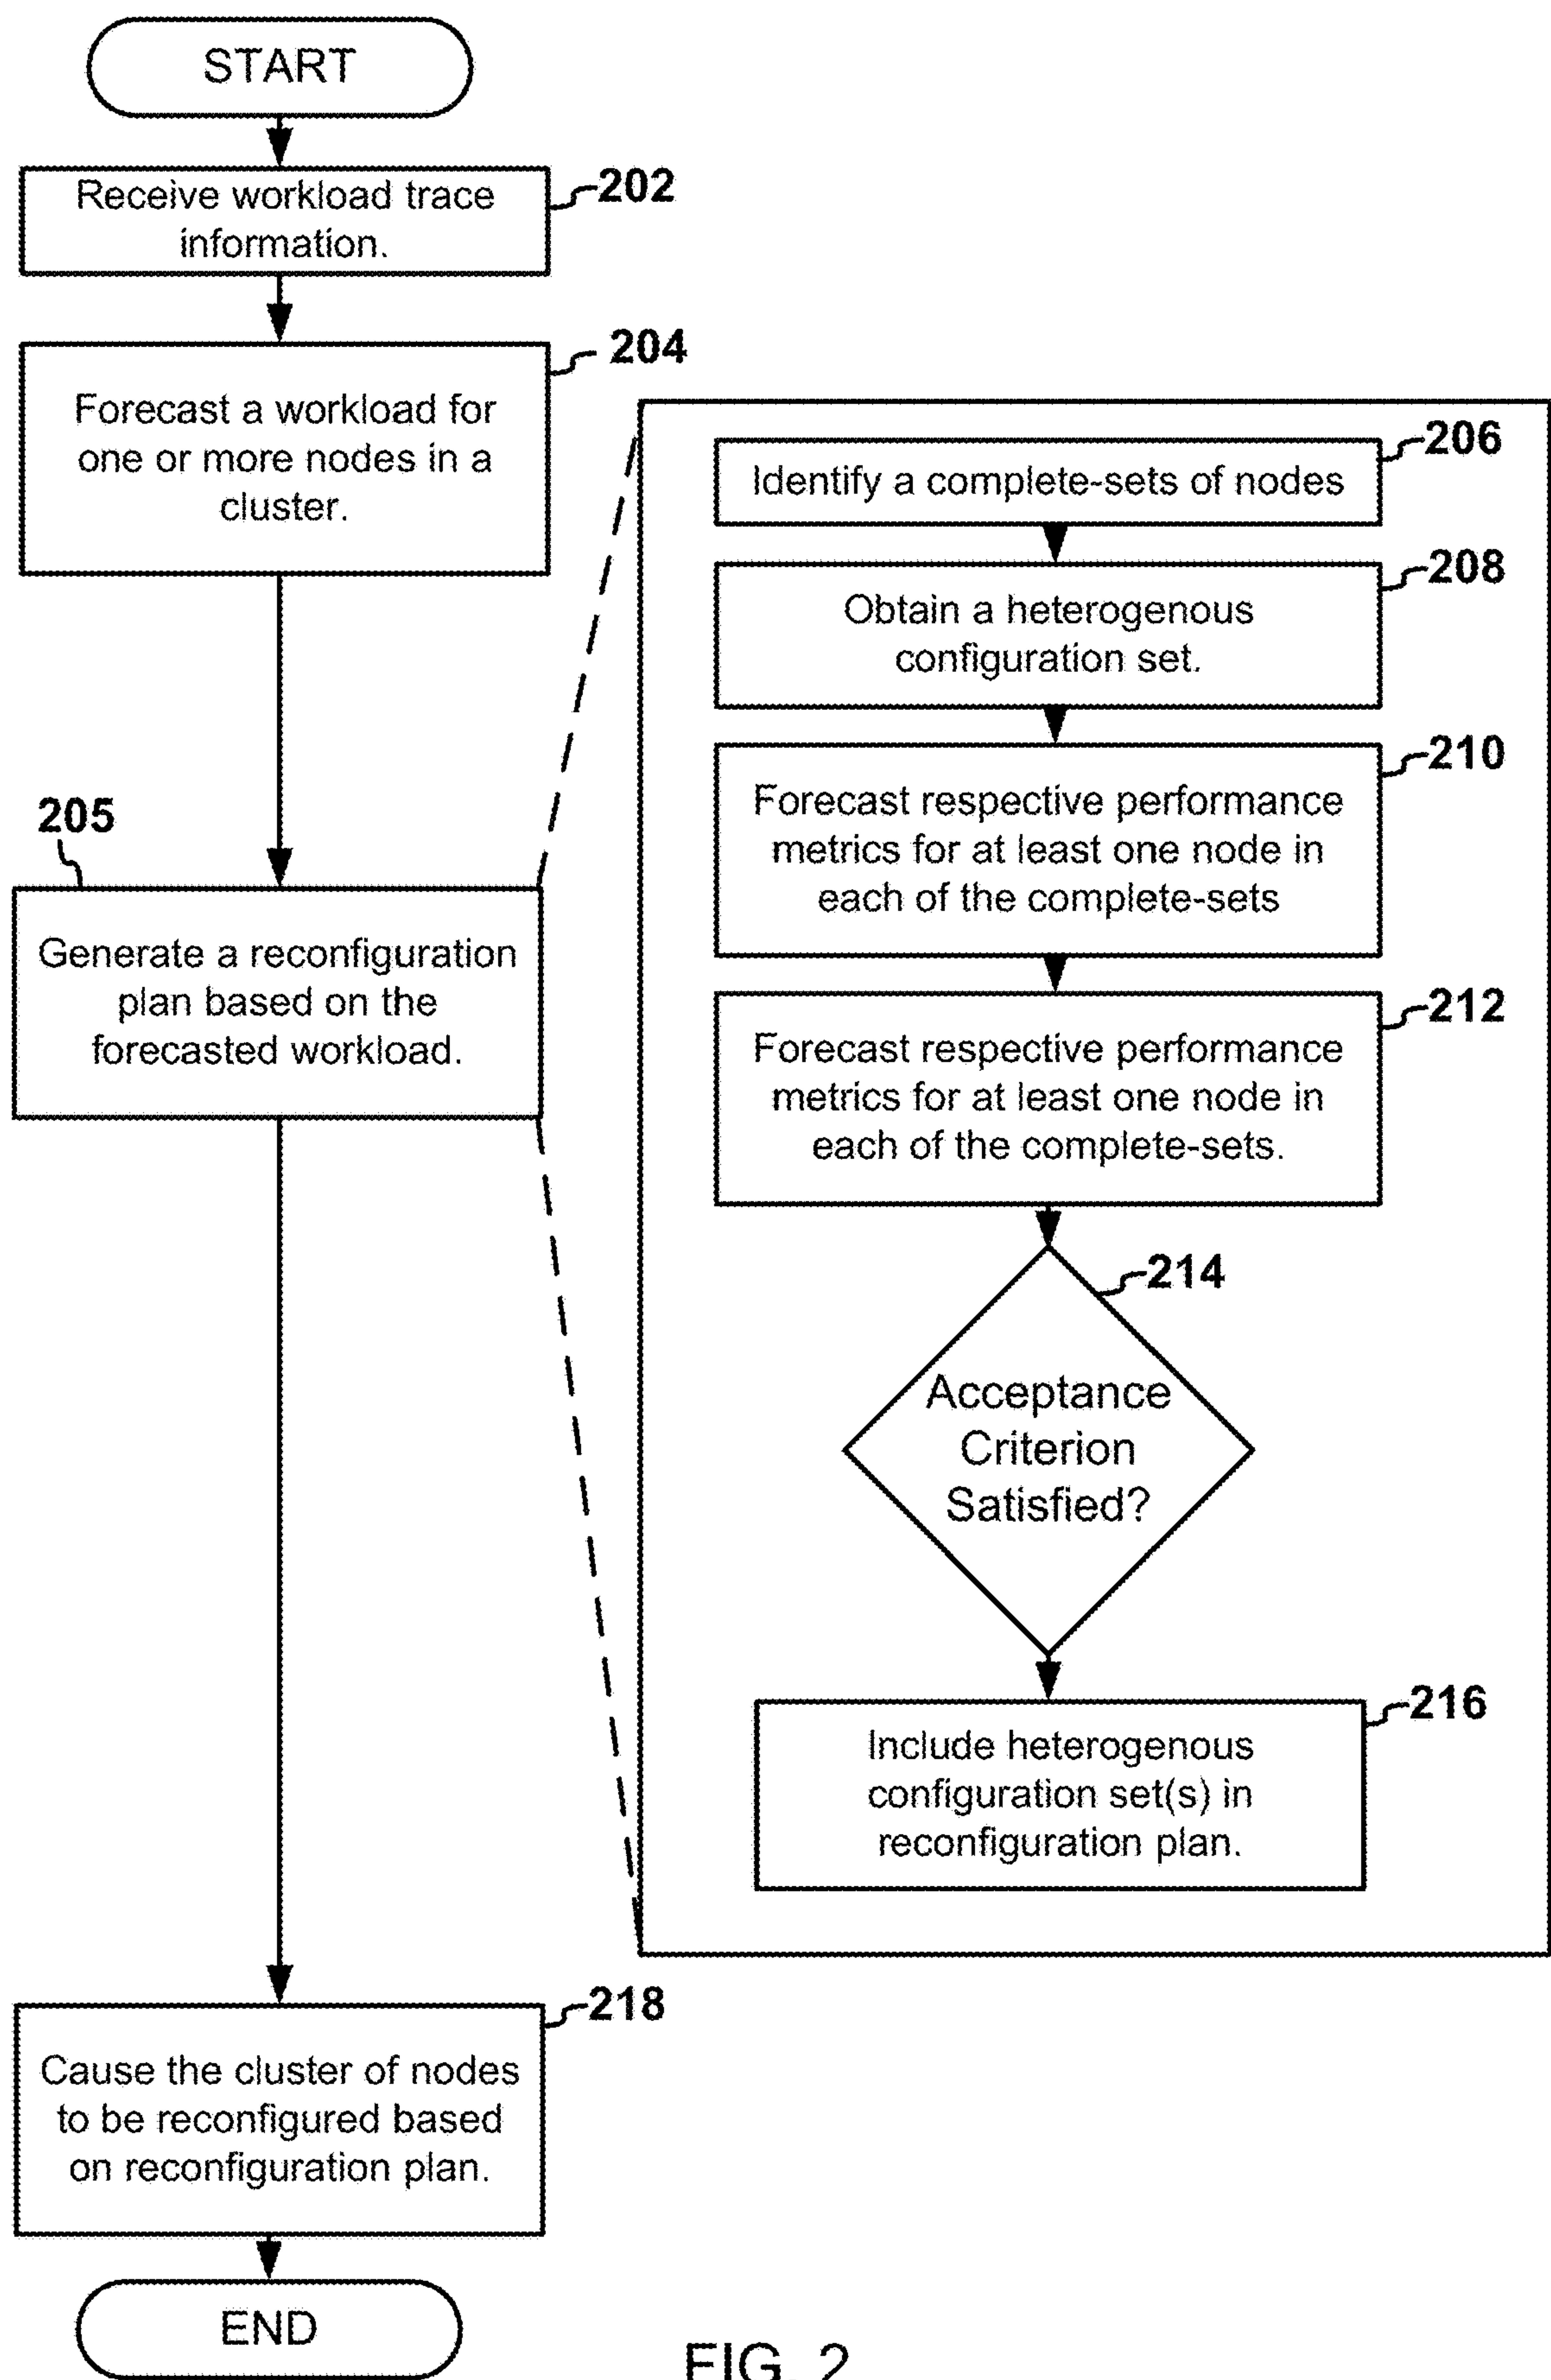 START
Receive workload trace
information.
202
Forecast a workload for
one or more nodes in a
cluster.
204
205
Generate a reconfiguration
plan based on the
forecasted workload.
206
Identify a complete-sets of nodes
208
Obtain a heterogenous
configuration set.
210
Forecast respective performance
metrics for at least one node in
each of the complete-sets
212
Forecast respective performance
metrics for at least one node in
each of the complete-sets.
214
Acceptance
Criterion
Satisfied?
216
Include heterogenous
configuration set(s) in
reconfiguration plan.
218
Cause the cluster of nodes
to be reconfigured based
on reconfiguration plan.
END
FIG. 2